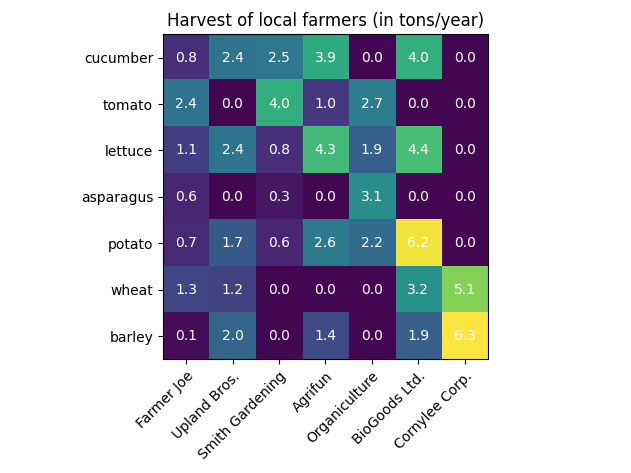 Harvest of local farmers (in tons/year)
cucumber 0.8 2.4 2.5 3.9 0.0 4.0 0.0
tomato 2.4 0.0 4.0 1.0 2.7 0.0 0.0
lettuce 1.1 2.4 0.8 4.3 1.9 4.4 0.0
asparagus 0.6 0.0 0.3 0.0 3.1 0.0 0.0
potato 0.7 1.7 0.6 2.6 2.2 6.2 0.0
wheat 1.3 1.2 0.0 0.0 0.0 3.2 5.1
barley 0.1 2.0 0.0 1.4 0.0 1.9 6.3
Farmer Joe
Upland Bros.
Smith Gardening
Agrifun
Organiculture
BioGoods Ltd.
Cornylee Corp.